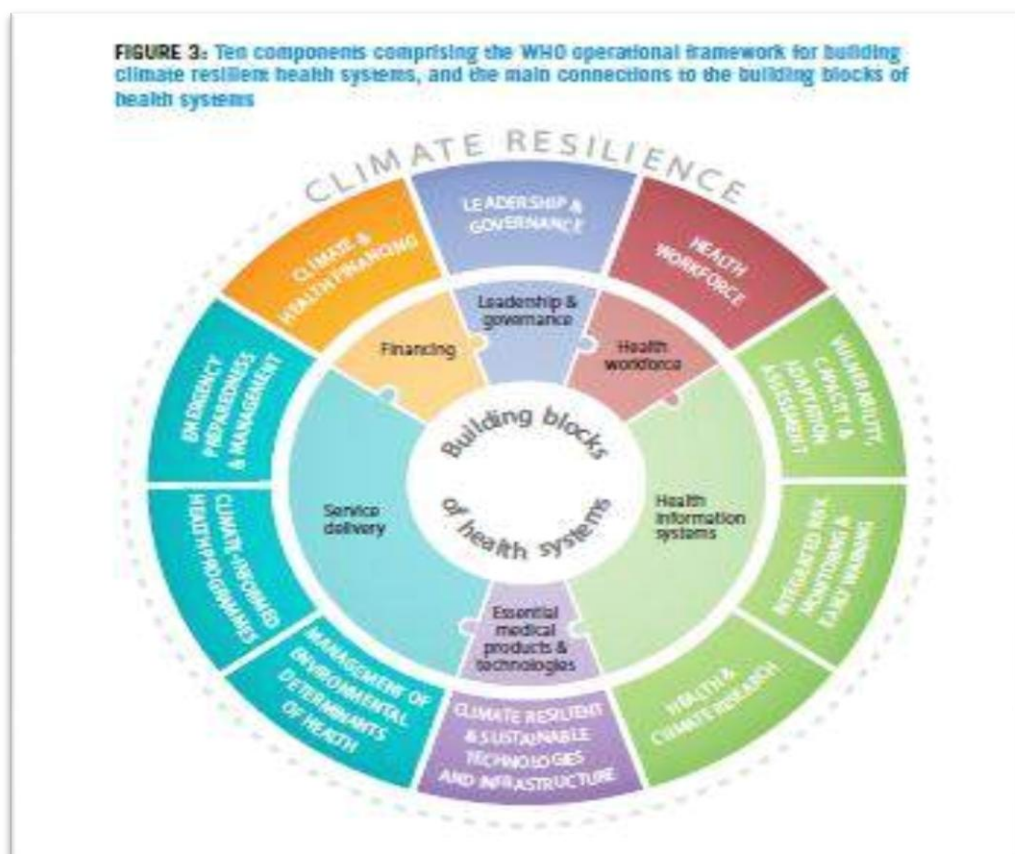 FIGURE 3: Ten components comprising the WHO operational framework for building
climate resilient health systems, and the main connections to the building blocks of
health systems
CLIMATE RESILIENCE
LEADERSHIP &
GOVERNANCE
HEALTH
WORKFORCE
VULNERABILITY,
CAPACITY &
ADAPTATION
ASSESSMENT
INTEGRATED RISK
MONITORING &
EARLY WARNING
HEALTH &
CLIMATE RESEARCH
CLIMATE RESILIENT
& SUSTAINABLE
TECHNOLOGIES
AND INFRASTRUCTURE
MANAGEMENT OF
ENVIRONMENTAL
DETERMINANTS
OF HEALTH
CLIMATE-INFORMED
HEALTH PROGRAMMES
EMERGENCY
PREPAREDNESS
& MANAGEMENT
CLIMATE &
HEALTH FINANCING
Leadership &
governance
Health
workforce
Health
information
systems
Essential
medical
products &
technologies
Service
delivery
Financing
Building blocks
of health systems